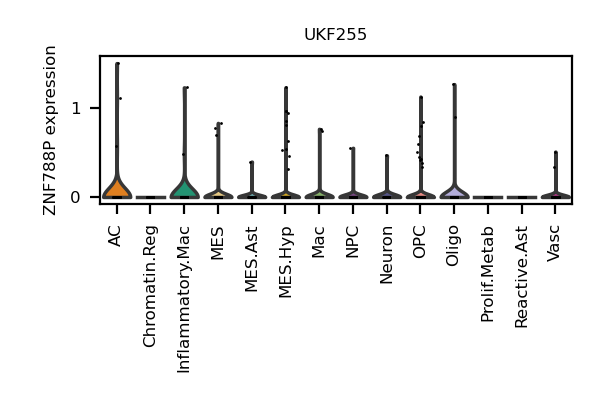 UKF255
ZNF788P expression
1
0
AC
Chromatin.Reg
Inflammatory.Mac
MES
MES.Ast
MES.Hyp
Mac
NPC
Neuron
OPC
Oligo
Prolif.Metab
Reactive.Ast
Vasc